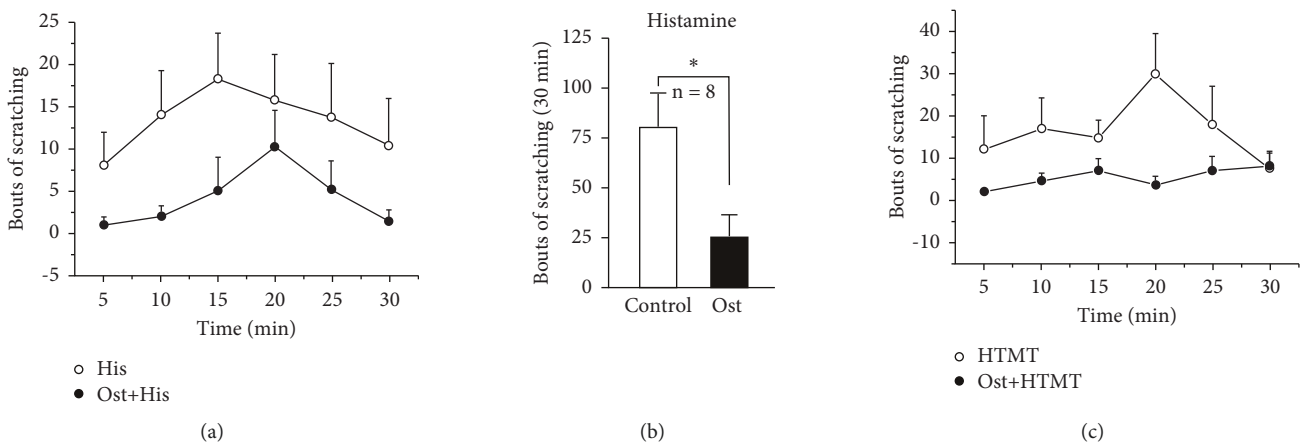 Bouts of scratching
25
20
15
10
5
0
-5
5 10 15 20 25 30
Time (min)
His
Ost+His
(a)
Histamine
Bouts of scratching (30 min)
125
100
75
50
25
0
*
n = 8
Control Ost
(b)
Bouts of scratching
40
30
20
10
0
-10
5 10 15 20 25 30
Time (min)
HTMT
Ost+HTMT
(c)